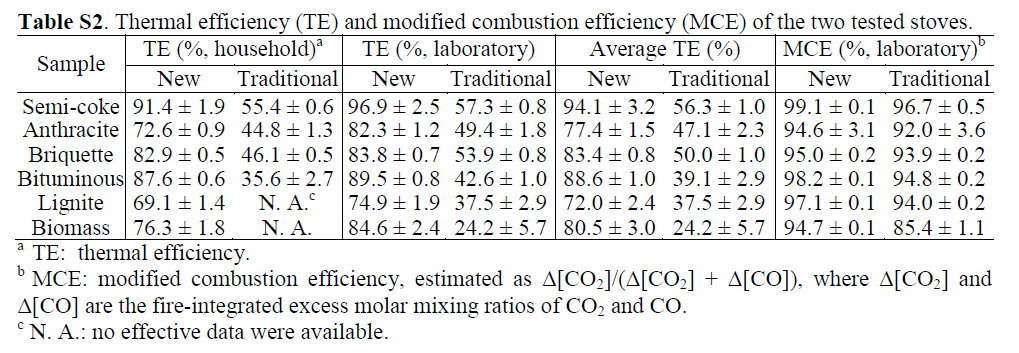 Table S2. Thermal efficiency (TE) and modified combustion efficiency (MCE) of the two tested stoves.
Sample TE (%, household)a TE (%, laboratory) Average TE (%) MCE (%, laboratory)b
New Traditional New Traditional New Traditional New Traditional
Semi-coke 91.4 ± 1.9 55.4 ± 0.6 96.9 ± 2.5 57.3 ± 0.8 94.1 ± 3.2 56.3 ± 1.0 99.1 ± 0.1 96.7 ± 0.5
Anthracite 72.6 ± 0.9 44.8 ± 1.3 82.3 ± 1.2 49.4 ± 1.8 77.4 ± 1.5 47.1 ± 2.3 94.6 ± 3.1 92.0 ± 3.6
Briquette 82.9 ± 0.5 46.1 ± 0.5 83.8 ± 0.7 53.9 ± 0.8 83.4 ± 0.8 50.0 ± 1.0 95.0 ± 0.2 93.9 ± 0.2
Bituminous 87.6 ± 0.6 35.6 ± 2.7 89.5 ± 0.8 42.6 ± 1.0 88.6 ± 1.0 39.1 ± 2.9 98.2 ± 0.1 94.8 ± 0.2
Lignite 69.1 ± 1.4 N. A.c 74.9 ± 1.9 37.5 ± 2.9 72.0 ± 2.4 37.5 ± 2.9 97.1 ± 0.1 94.0 ± 0.2
Biomass 76.3 ± 1.8 N. A. 84.6 ± 2.4 24.2 ± 5.7 80.5 ± 3.0 24.2 ± 5.7 94.7 ± 0.1 85.4 ± 1.1
a TE: thermal efficiency.
b MCE: modified combustion efficiency, estimated as Δ[CO2]/(Δ[CO2] + Δ[CO]), where Δ[CO2] and
Δ[CO] are the fire-integrated excess molar mixing ratios of CO2 and CO.
c N. A.: no effective data were available.